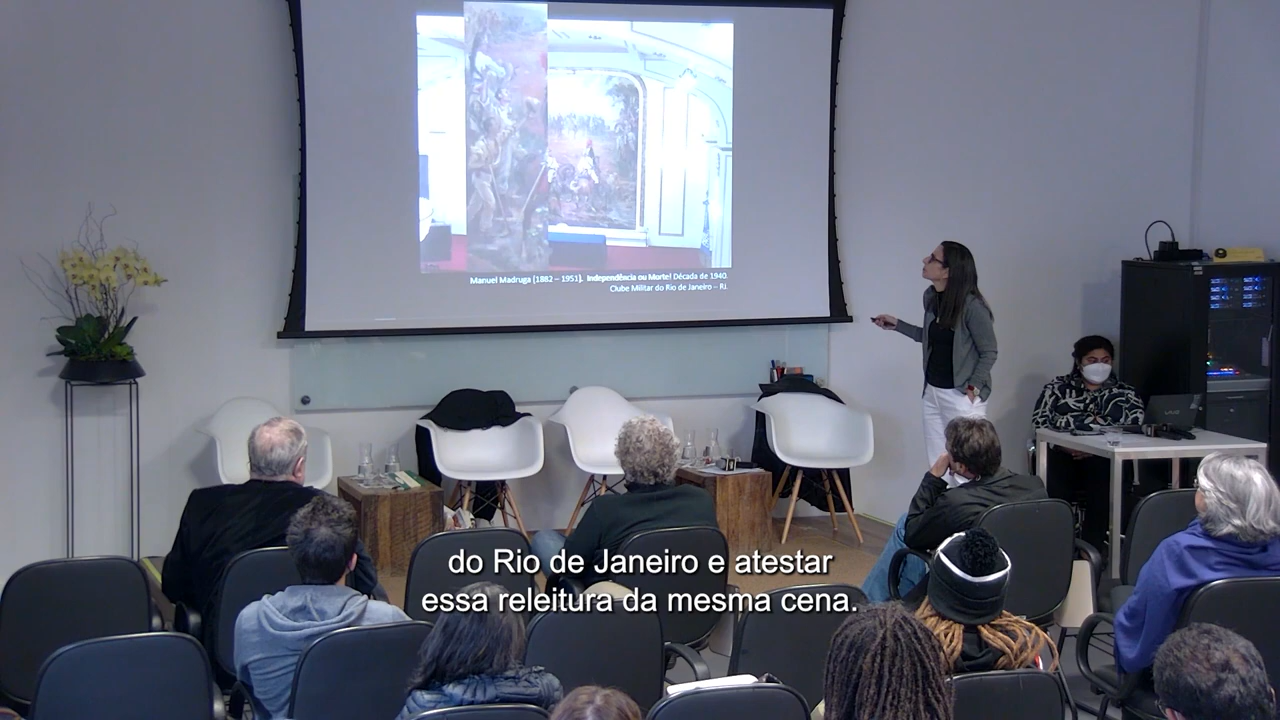 Manuel Madruga (1882 – 1951). Independência ou Morte! Década de 1940.
Clube Militar do Rio de Janeiro – RJ.
VAIO
do Rio de Janeiro e atestar
essa releitura da mesma cena.